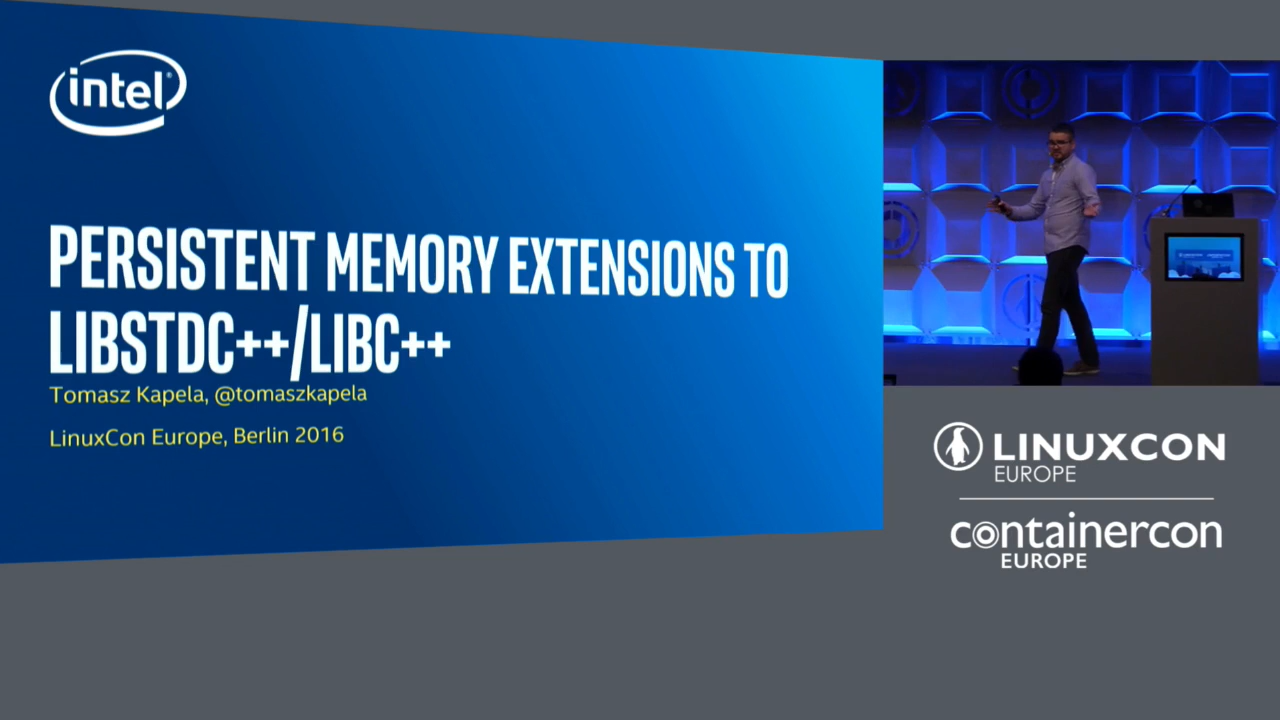 intel
PERSISTENT MEMORY EXTENSIONS TO
LIBSTDC++/LIBC++
Tomasz Kapela, @tomaszkapela
LinuxCon Europe, Berlin 2016
LINUXCON
EUROPE
containercon
EUROPE